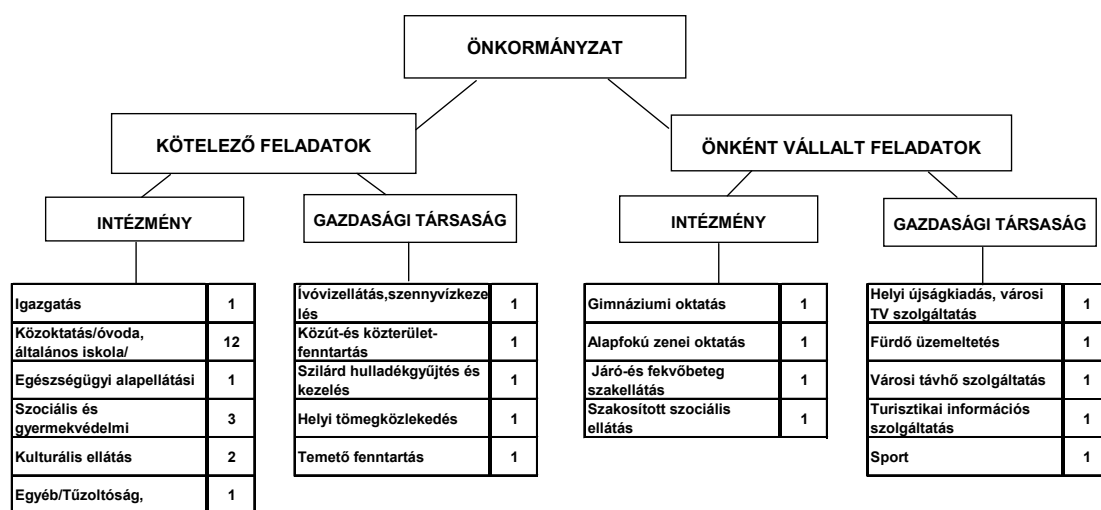 ÖNKORMÁNYZAT
KÖTELEZŐ FELADATOK
ÖNKÉNT VÁLLALT FELADATOK
INTÉZMÉNY
GAZDASÁGI TÁRSASÁG
INTÉZMÉNY
GAZDASÁGI TÁRSASÁG
Igazgatás 1
Közoktatás/óvoda,
általános iskola/ 12
Egészségügyi alapellátási 1
Szociális és
gyermekvédelmi 3
Kulturális ellátás 2
Egyéb/Tűzoltóság, 1
Ívóvizellátás,szennyvízkeze
lés 1
Közút-és közterület-
fenntartás 1
Szilárd hulladékgyűjtés és
kezelés 1
Helyi tömegközlekedés 1
Temető fenntartás 1
Gimnáziumi oktatás 1
Alapfokú zenei oktatás 1
Járó-és fekvőbeteg
szakellátás 1
Szakosított szociális
ellátás 1
Helyi újságkiadás, városi
TV szolgáltatás 1
Fürdő üzemeltetés 1
Városi távhő szolgáltatás 1
Turisztikai információs
szolgáltatás 1
Sport 1